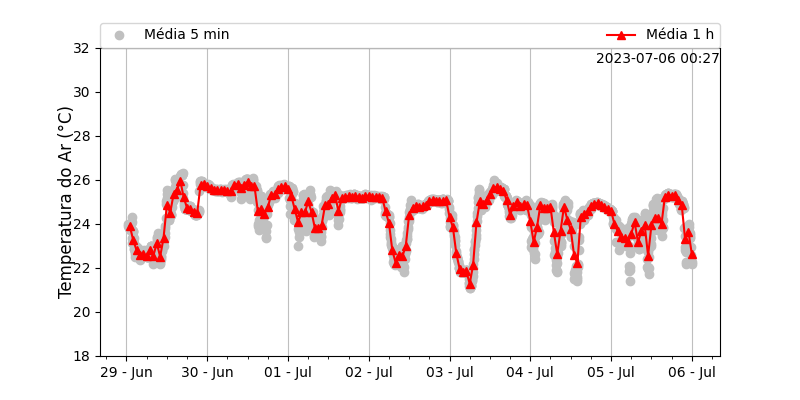 Média 5 min
Média 1 h
2023-07-06 00:27
Temperatura do Ar (°C)
32
30
28
26
24
22
20
18
29 - Jun
30 - Jun
01 - Jul
02 - Jul
03 - Jul
04 - Jul
05 - Jul
06 - Jul